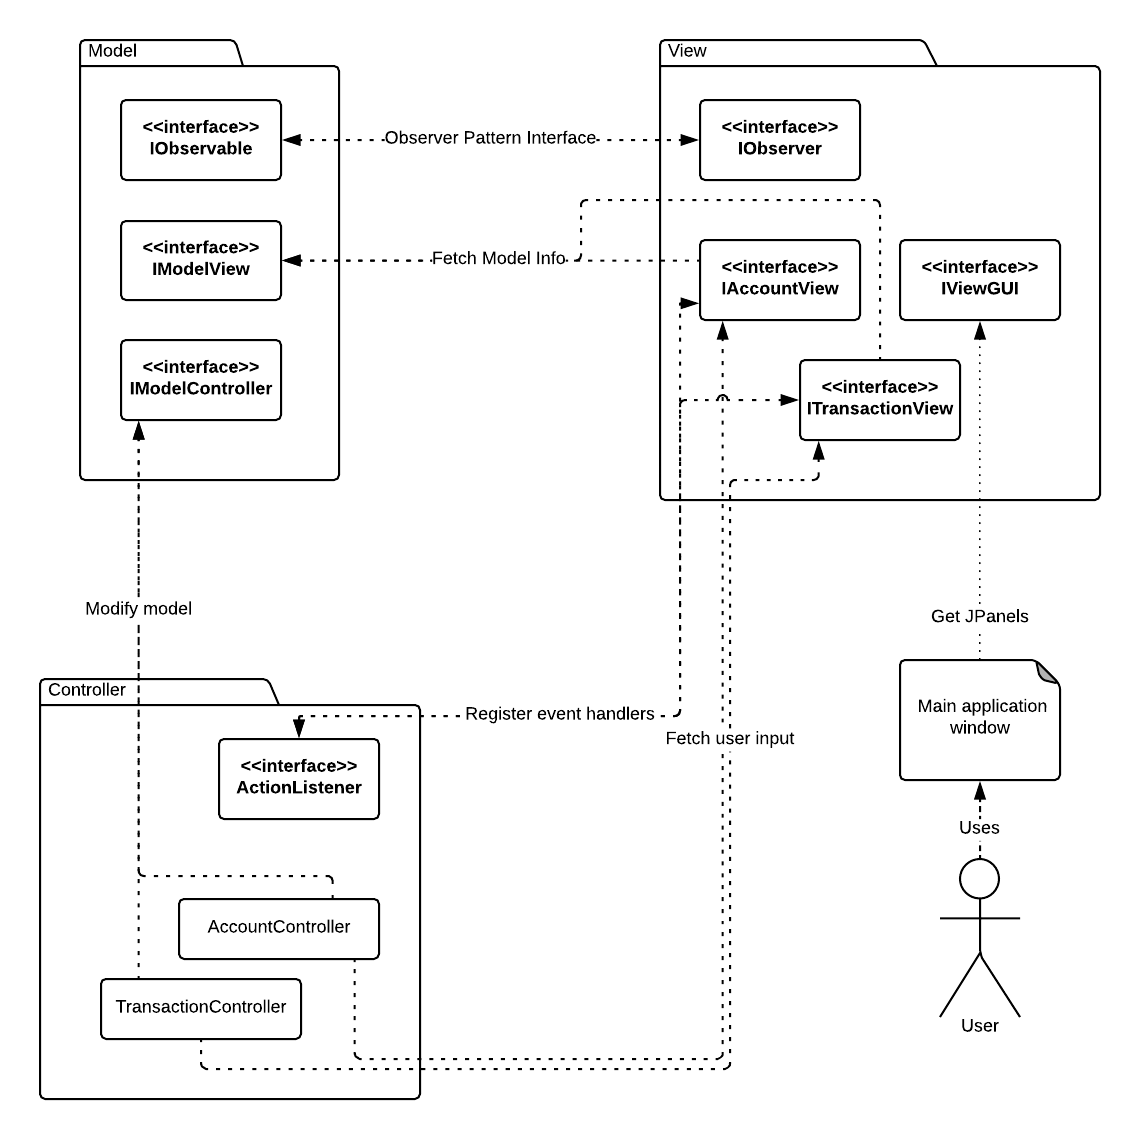 Model
View
<<interface>>
IObservable
Observer Pattern Interface
<<interface>>
IObserver
<<interface>>
IModelView
Fetch Model Info
<<interface>>
IAccountView
<<interface>>
IViewGUI
<<interface>>
IModelController
<<interface>>
ITransactionView
Modify model
Get JPanels
Controller
Register event handlers
Fetch user input
Main application
window
<<interface>>
ActionListener
Uses
AccountController
TransactionController
User